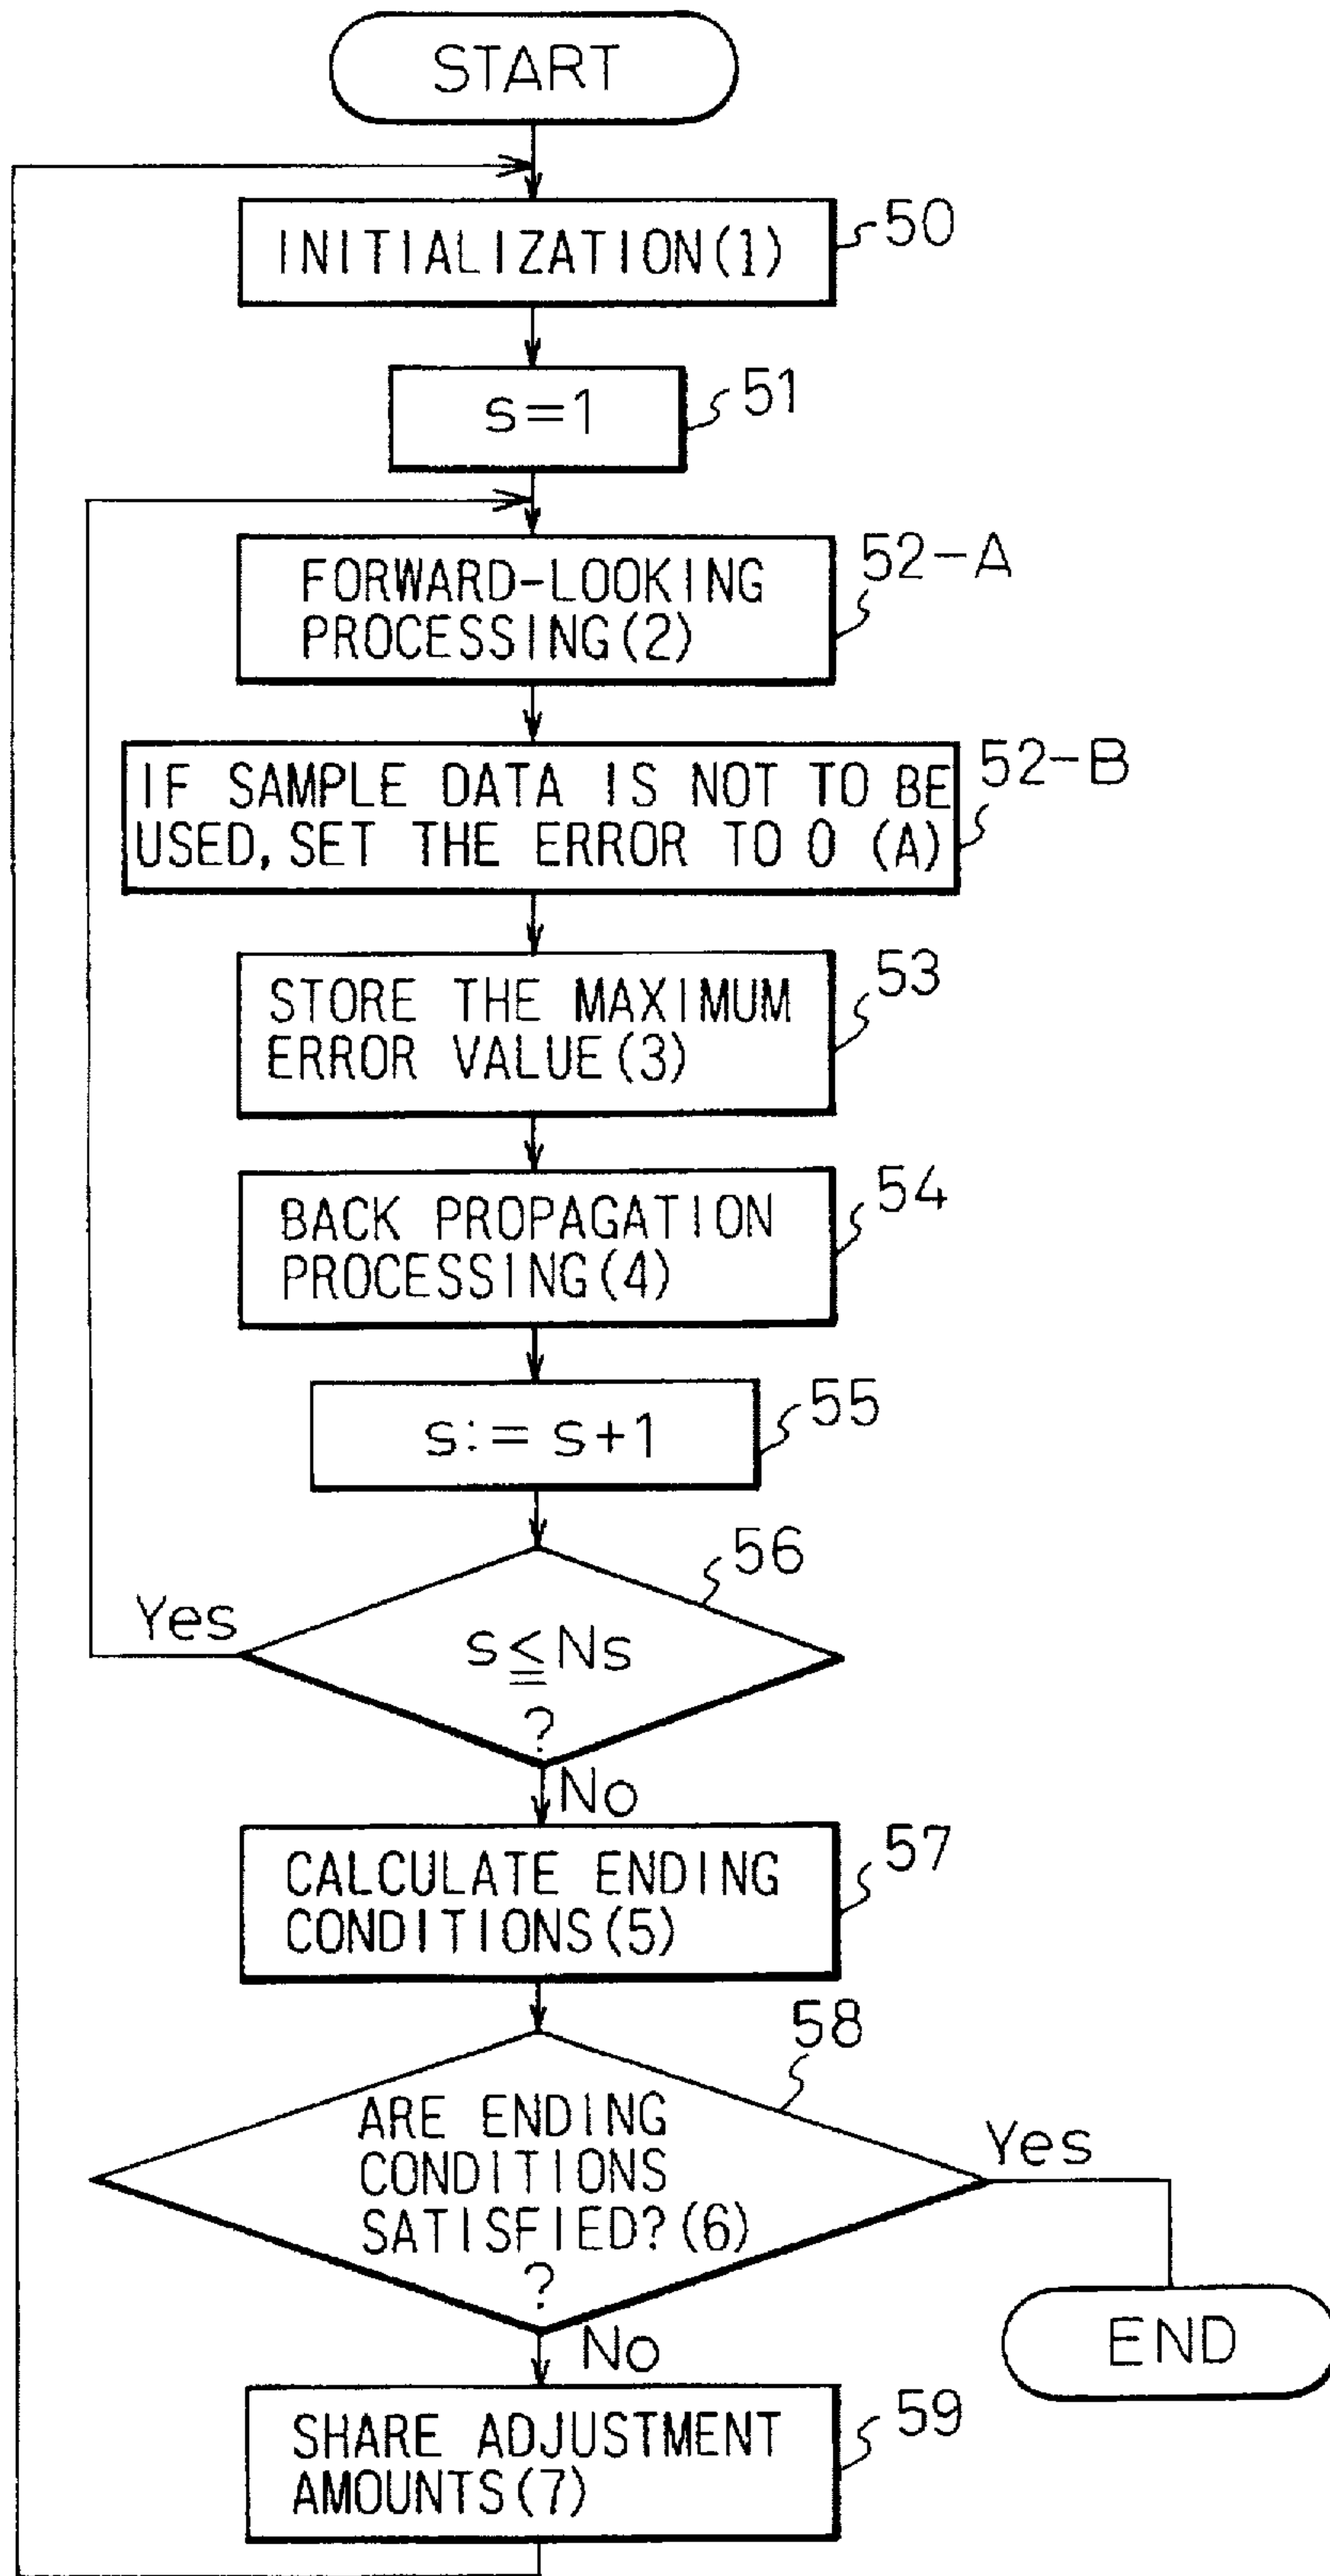 START
INITIALIZATION(1)
50
s=1
51
FORWARD-LOOKING
PROCESSING(2)
52-A
IF SAMPLE DATA IS NOT TO BE
USED, SET THE ERROR TO 0 (A)
52-B
STORE THE MAXIMUM
ERROR VALUE(3)
53
BACK PROPAGATION
PROCESSING(4)
54
s:= s+1
55
56
Yes
s≦Ns
?
No
CALCULATE ENDING
CONDITIONS(5)
57
58
ARE ENDING
CONDITIONS
SATISFIED?(6)
?
Yes
No
END
SHARE ADJUSTMENT
AMOUNTS(7)
59